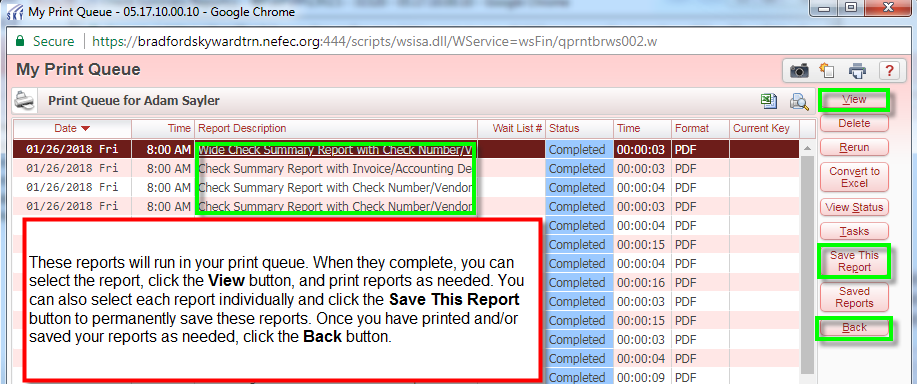 My Print Queue - 05.17.10.00.10 - Google Chrome
Secure https://bradfordskywardtrn.nefec.org:444/scripts/wsisa.dll/WService=wsFin/qprntbrws002.w
My Print Queue
?
Print Queue for Adam Sayler
Date Time Report Description Wait List # Status Time Format Current Key
01/26/2018 Fri 8:00 AM Wide Check Summary Report with Check Number/V Completed 00:00:03 PDF
01/26/2018 Fri 8:00 AM Check Summary Report with Invoice/Accounting De Completed 00:00:03 PDF
01/26/2018 Fri 8:00 AM Check Summary Report with Check Number/Vendor Completed 00:00:04 PDF
01/26/2018 Fri 8:00 AM Check Summary Report with Check Number/Vendor Completed 00:00:03 PDF
Completed 00:00:04 PDF
Completed 00:00:15 PDF
Completed 00:00:04 PDF
Completed 00:00:16 PDF
Completed 00:00:03 PDF
Completed 00:00:15 PDF
Completed 00:00:03 PDF
Completed 00:00:04 PDF
Completed 00:00:09 PDF
These reports will run in your print queue. When they complete, you can
select the report, click the View button, and print reports as needed. You
can also select each report individually and click the Save This Report
button to permanently save these reports. Once you have printed and/or
saved your reports as needed, click the Back button.
View
Delete
Rerun
Convert to
Excel
View Status
Tasks
Save This
Report
Saved
Reports
Back